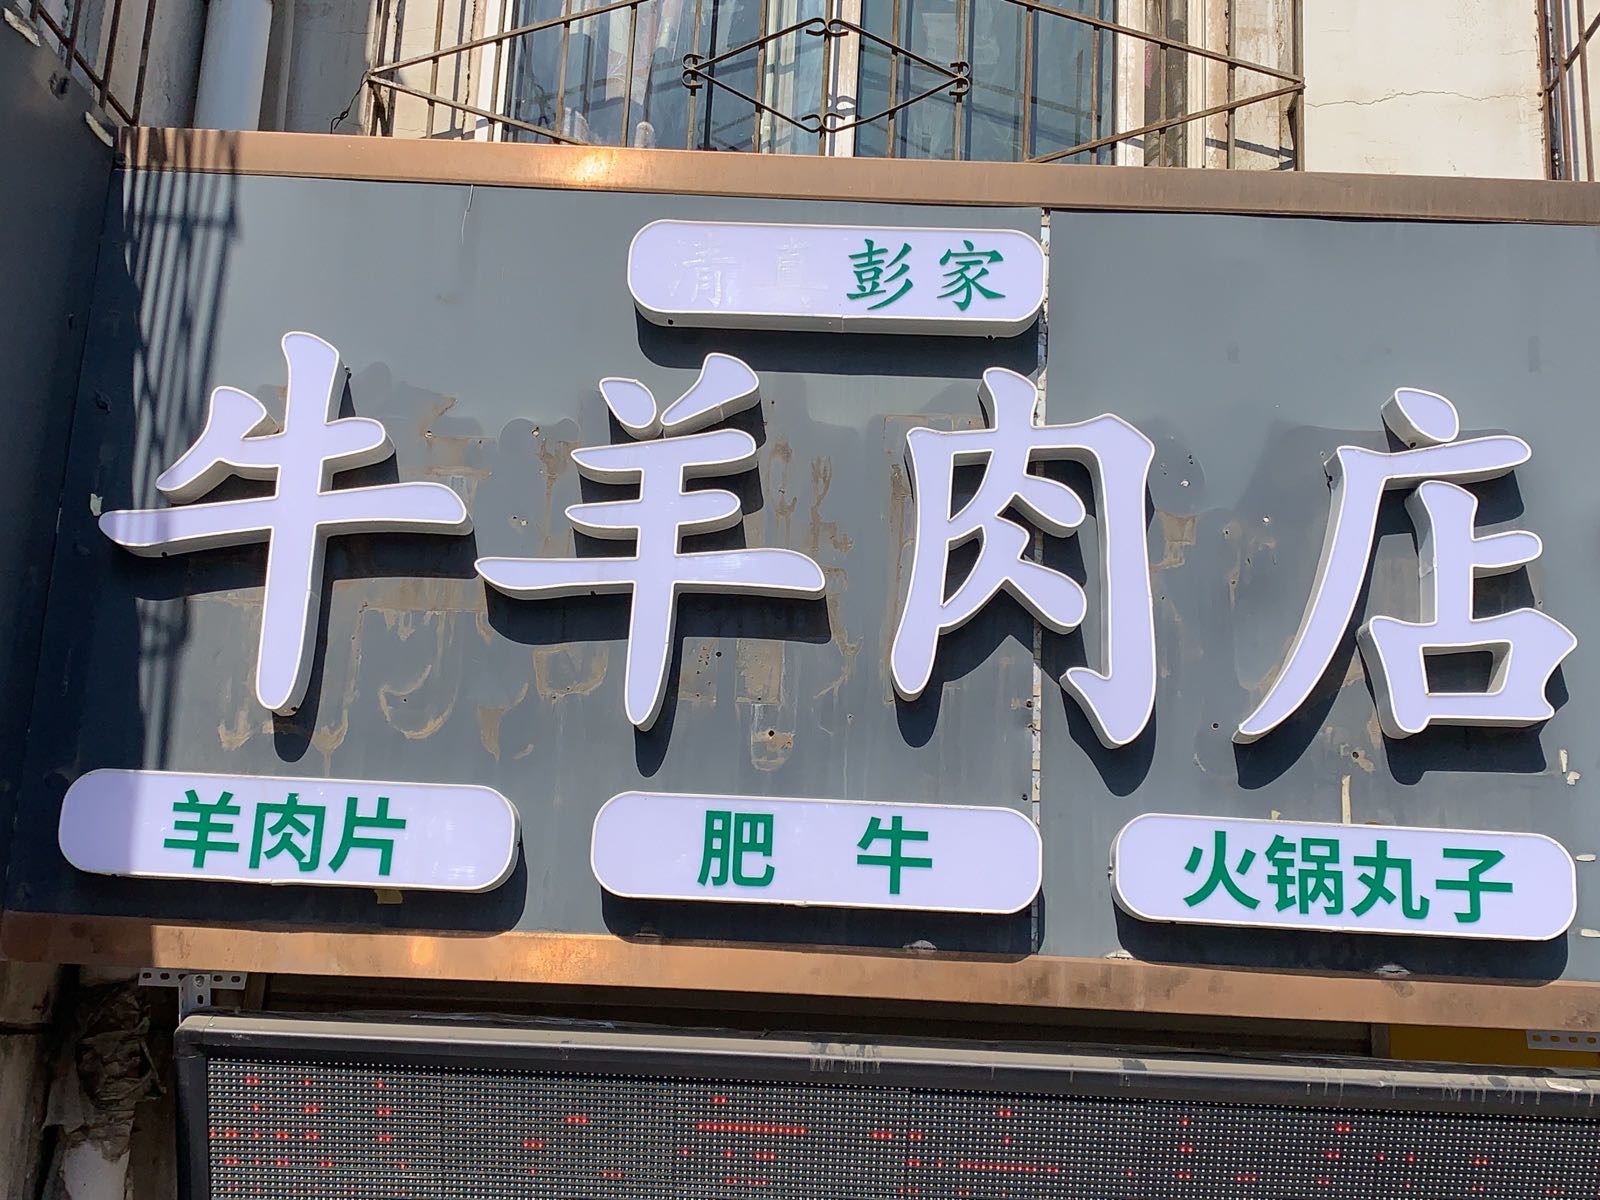 清真彭家
牛羊肉店
羊肉片 肥牛 火锅丸子